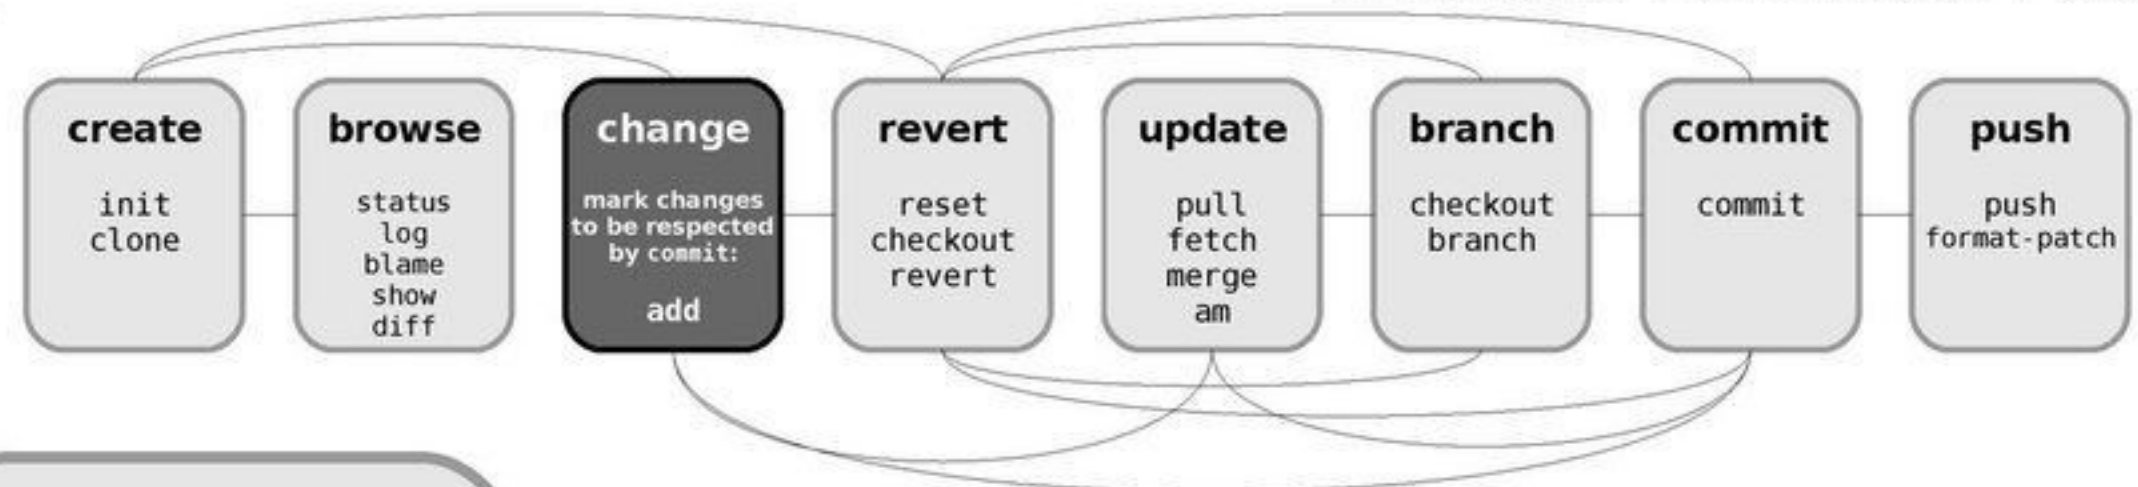 create
init
clone
browse
status
log
blame
show
diff
change
mark changes
to be respected
by commit:
add
revert
reset
checkout
revert
update
pull
fetch
merge
am
branch
checkout
branch
commit
commit
push
push
format-patch